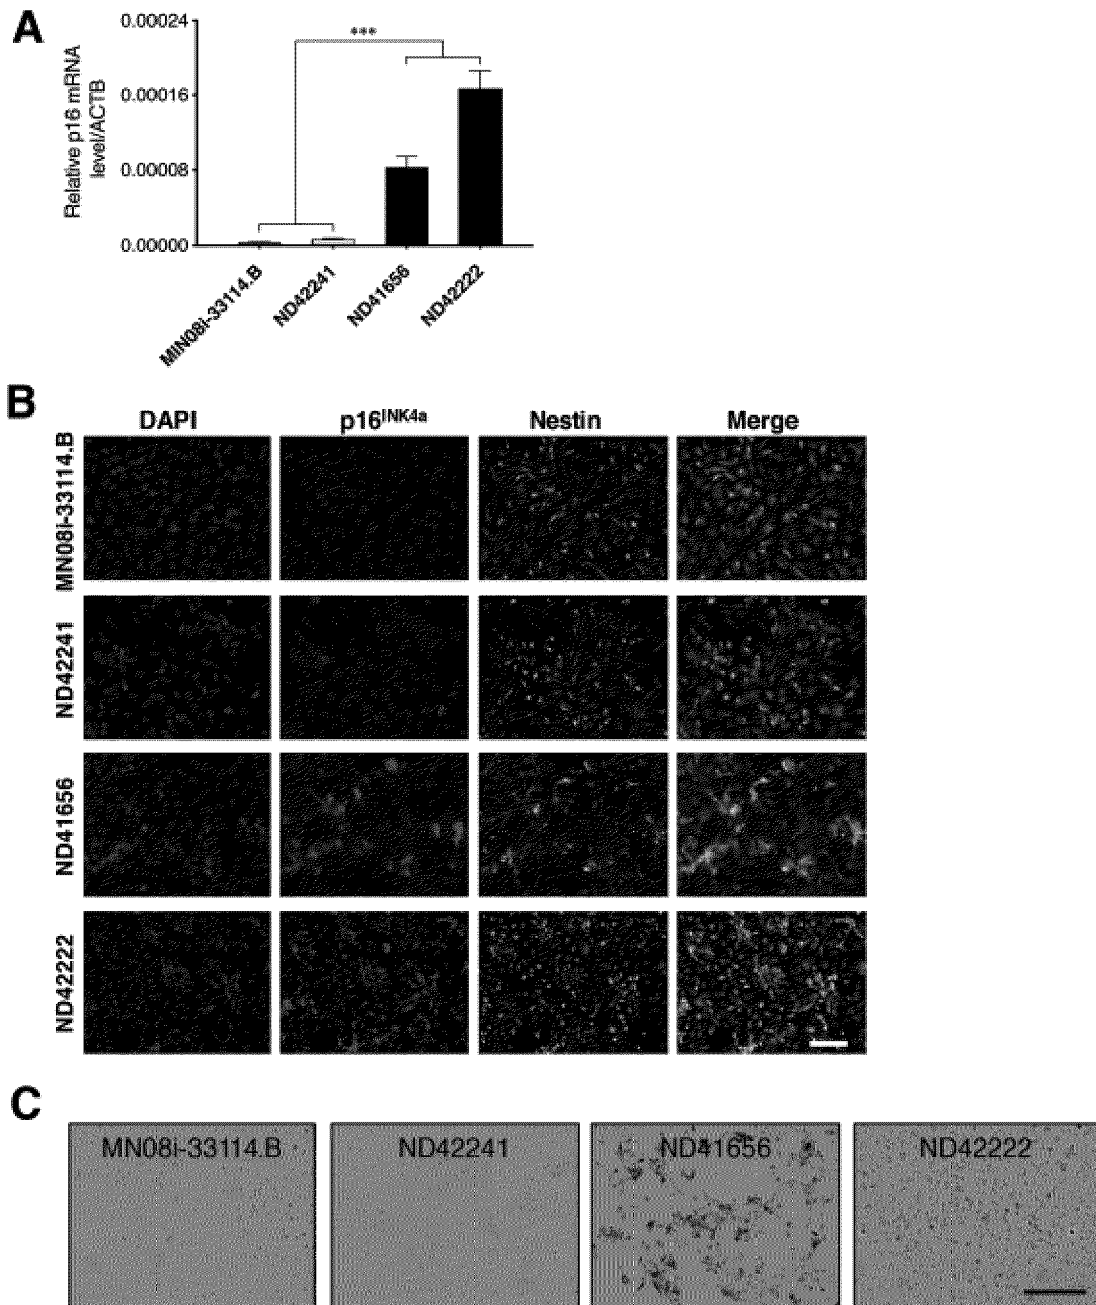 A
Relative p16 mRNA
level/ACTB
0.00024
0.00016
0.00008
0.00000
***
MIN08i-33114.B
ND42241
ND41656
ND42222
B
DAPI
p16INK4a
Nestin
Merge
MN08i-33114.B
ND42241
ND41656
ND42222
C
MN08i-33114.B
ND42241
ND41656
ND42222